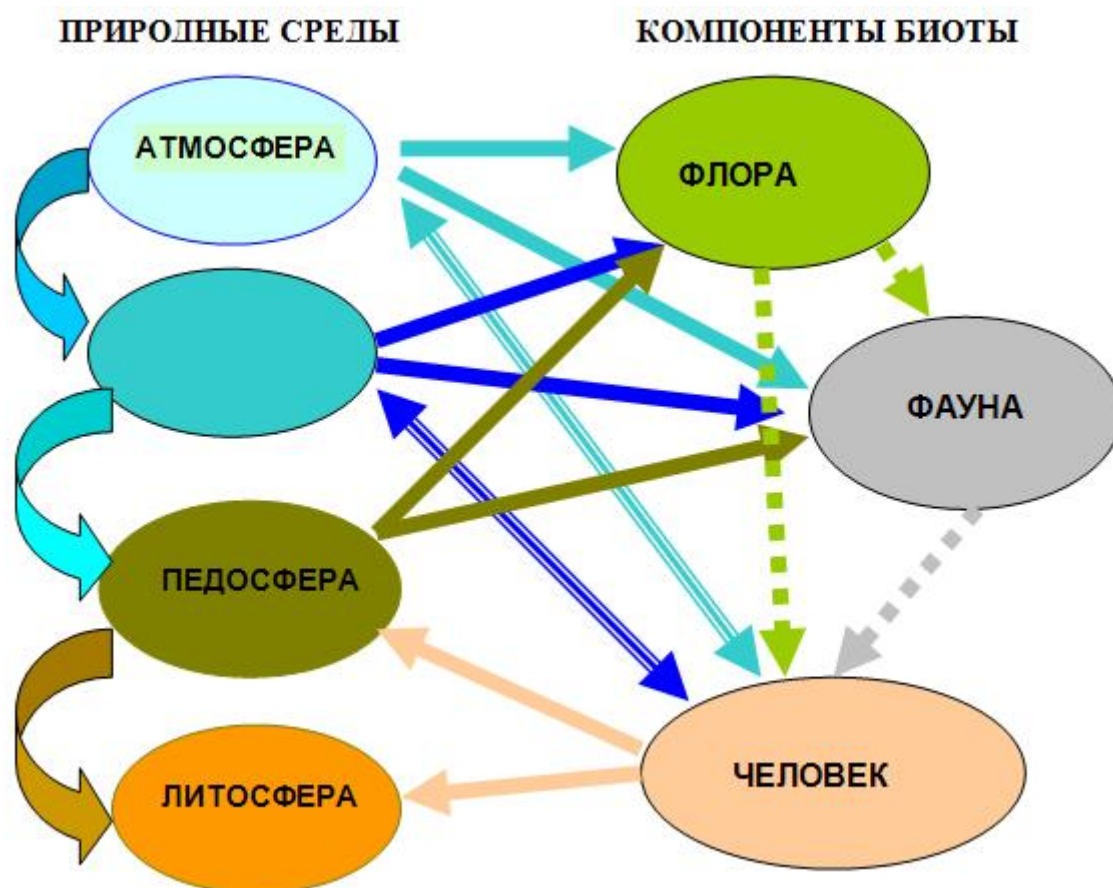 ПРИРОДНЫЕ СРЕДЫ
КОМПОНЕНТЫ БИОТЫ
АТМОСФЕРА
ФЛОРА
ФАУНА
ПЕДОСФЕРА
ЛИТОСФЕРА
ЧЕЛОВЕК